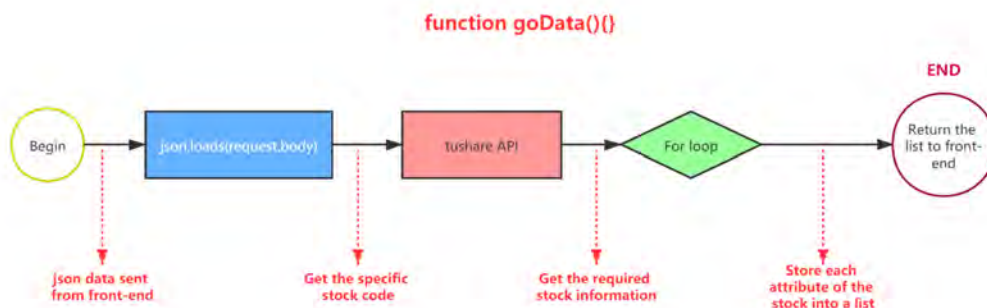 function goData(){}
END
Begin
json.loads(request.body)
tushare API
For loop
Return the
list to front-
end
Json data sent
from front-end
Get the specific
stock code
Get the required
stock information
Store each
attribute of the
stock into a list